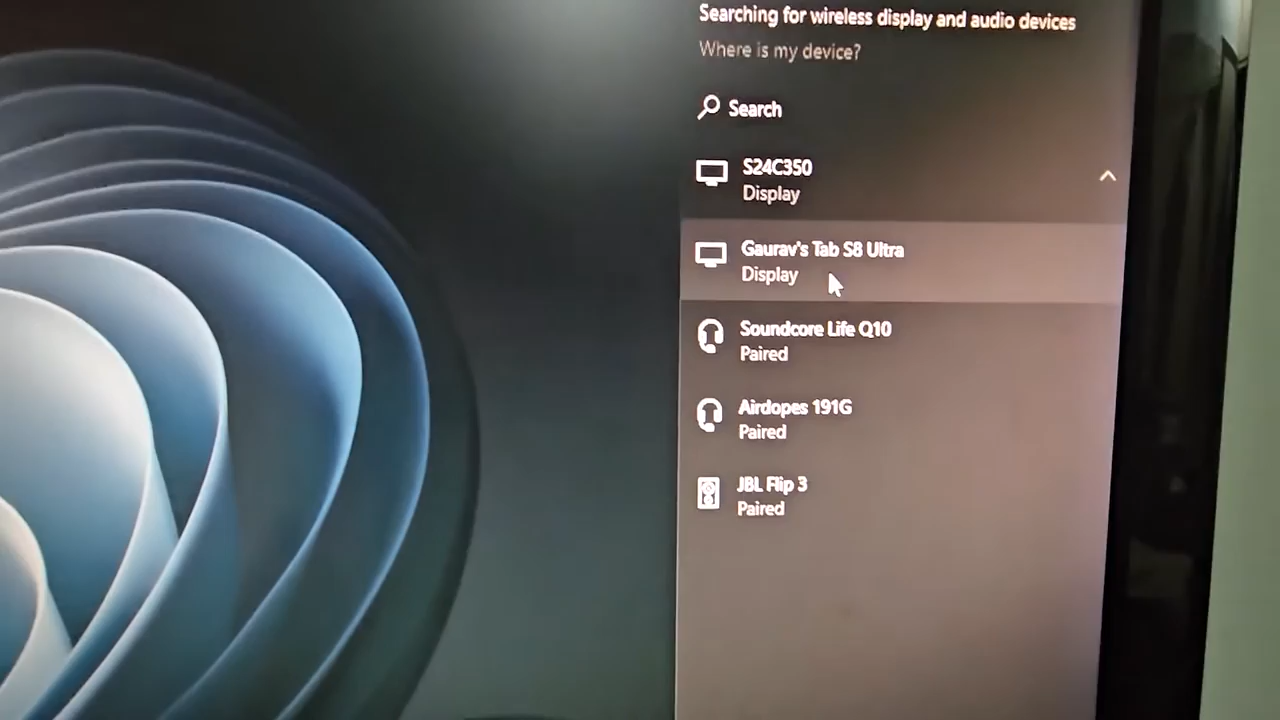 Searching for wireless display and audio devices
Where is my device?
Search
S24C350
Display
Gaurav's Tab S8 Ultra
Display
Soundcore Life Q10
Paired
Airdopes 191G
Paired
JBL Flip 3
Paired